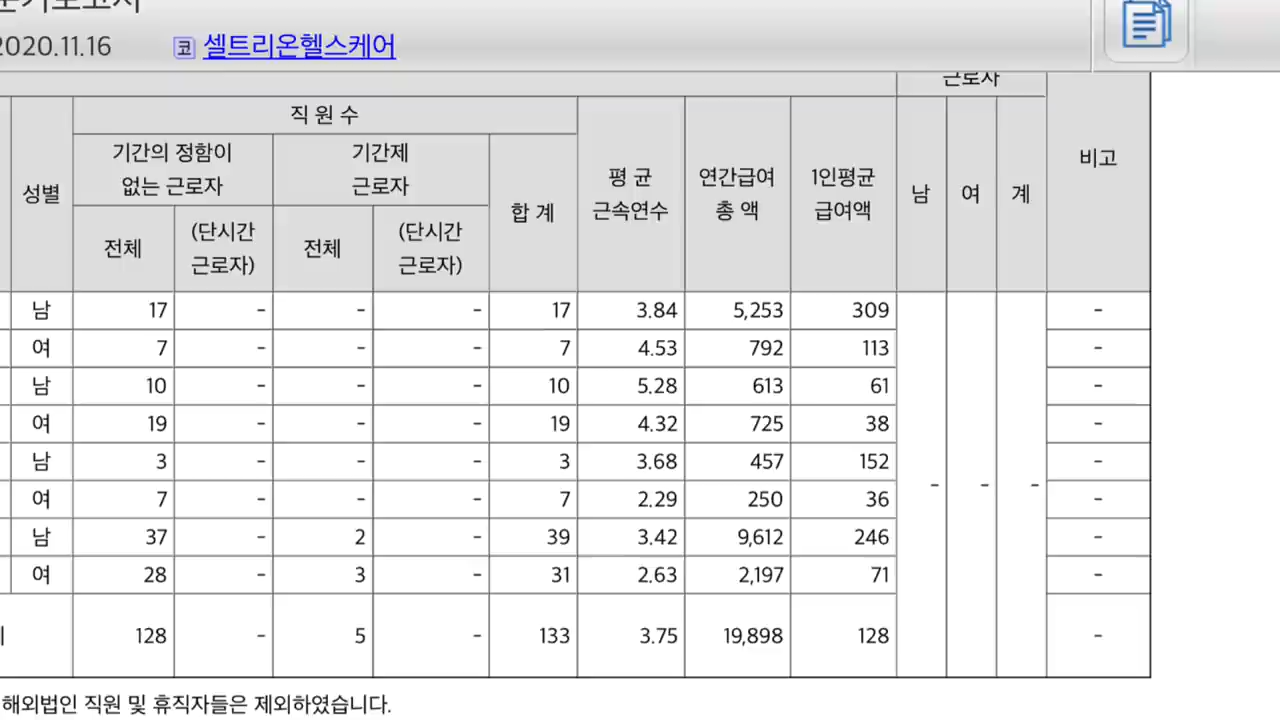 2020.11.16 코 셀트리온헬스케어
근로자
직 원 수
기간의 정함이 없는 근로자
기간제 근로자
성별
합 계
평 균 근속연수
연간급여 총 액
1인평균 급여액
남 여 계
비고
전체 (단시간 근로자) 전체 (단시간 근로자)
남 17 - - - 17 3.84 5,253 309 -
여 7 - - - 7 4.53 792 113 -
남 10 - - - 10 5.28 613 61 -
여 19 - - - 19 4.32 725 38 -
남 3 - - - 3 3.68 457 152 -
여 7 - - - 7 2.29 250 36 -
- - -
남 37 - 2 - 39 3.42 9,612 246 -
여 28 - 3 - 31 2.63 2,197 71 -
128 - 5 - 133 3.75 19,898 128 -
해외법인 직원 및 휴직자들은 제외하였습니다.